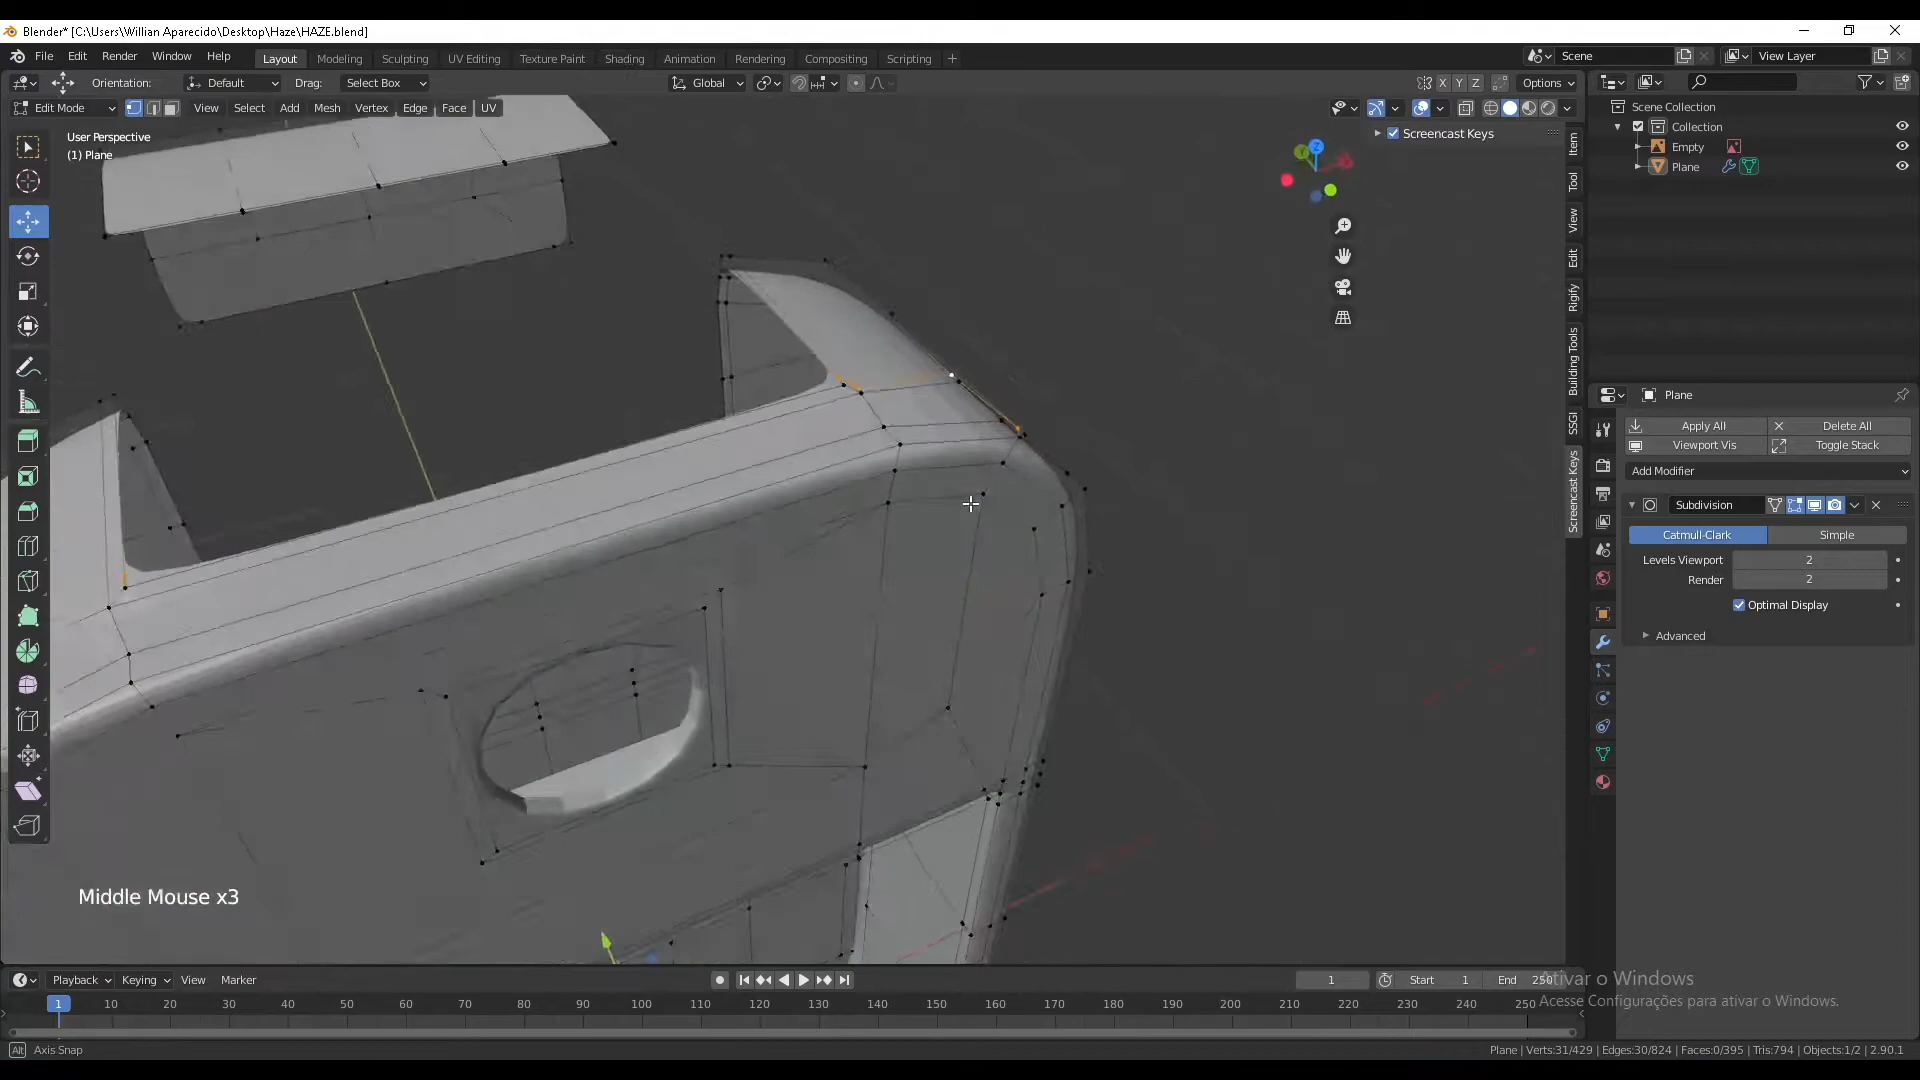 Blender* [C:\Users\Willian Aparecido\Desktop\Haze\HAZE.blend]
File Edit Render Window Help Layout Modeling Sculpting UV Editing Texture Paint Shading Animation Rendering Compositing Scripting + Scene View Layer
Orientation: Default Drag: Select Box Global X Y Z Options
Edit Mode View Select Add Mesh Vertex Edge Face UV
User Perspective
(1) Plane
Screencast Keys
Item
Tool
View
Edit
Rigify
Building Tools
SSGI
Screencast Keys
Z
Y
X
Scene Collection
Collection
Empty
Plane
Plane
Apply All Delete All
Viewport Vis Toggle Stack
Add Modifier
Subdivision
Catmull-Clark Simple
Levels Viewport 2
Render 2
Optimal Display
Advanced
Middle Mouse x3
Playback Keying View Marker 1 Start 1 End 250
1 10 20 30 40 50 60 70 80 90 100 110 120 130 140 150 160 170 180 190 200 210 220 230 240 250
Ativar o Windows
Acesse Configurações para ativar o Windows.
Alt Axis Snap
Plane | Verts:31/429 | Edges:30/824 | Faces:0/395 | Tris:794 | Objects:1/2 | 2.90.1